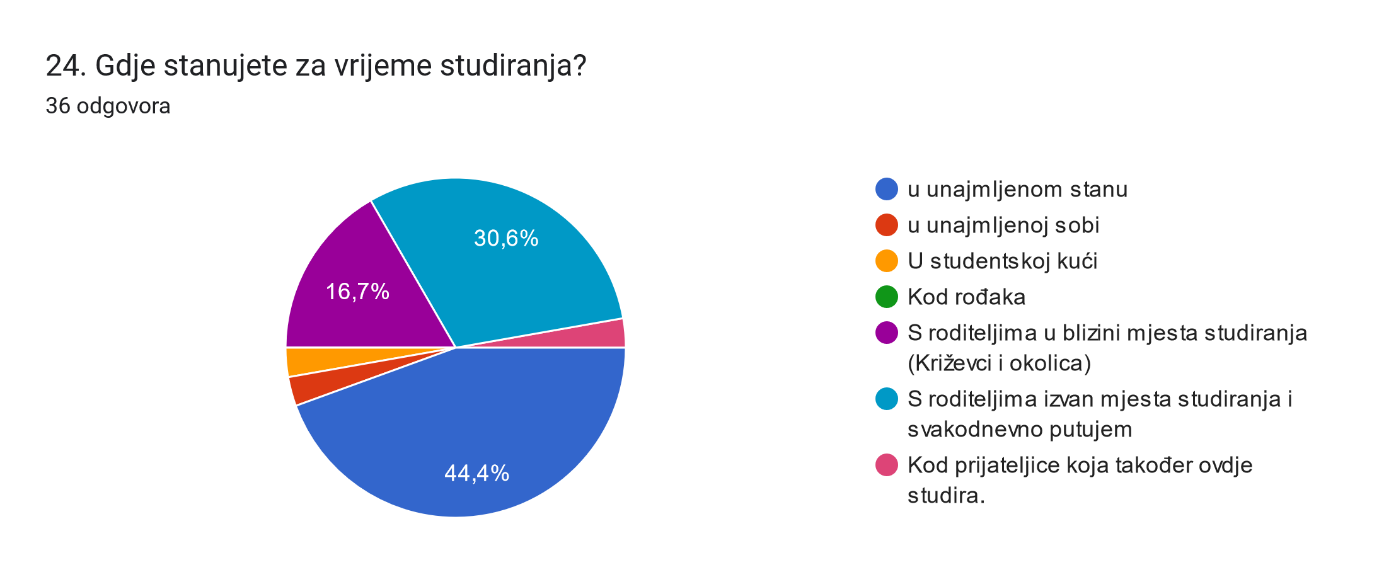 24. Gdje stanujete za vrijeme studiranja?
36 odgovora
30,6%
16,7%
44,4%
u unajmljenom stanu
u unajmljenoj sobi
U studentskoj kući
Kod rođaka
S roditeljima u blizini mjesta studiranja
(Križevci i okolica)
S roditeljima izvan mjesta studiranja i
svakodnevno putujem
Kod prijateljice koja također ovdje
studira.